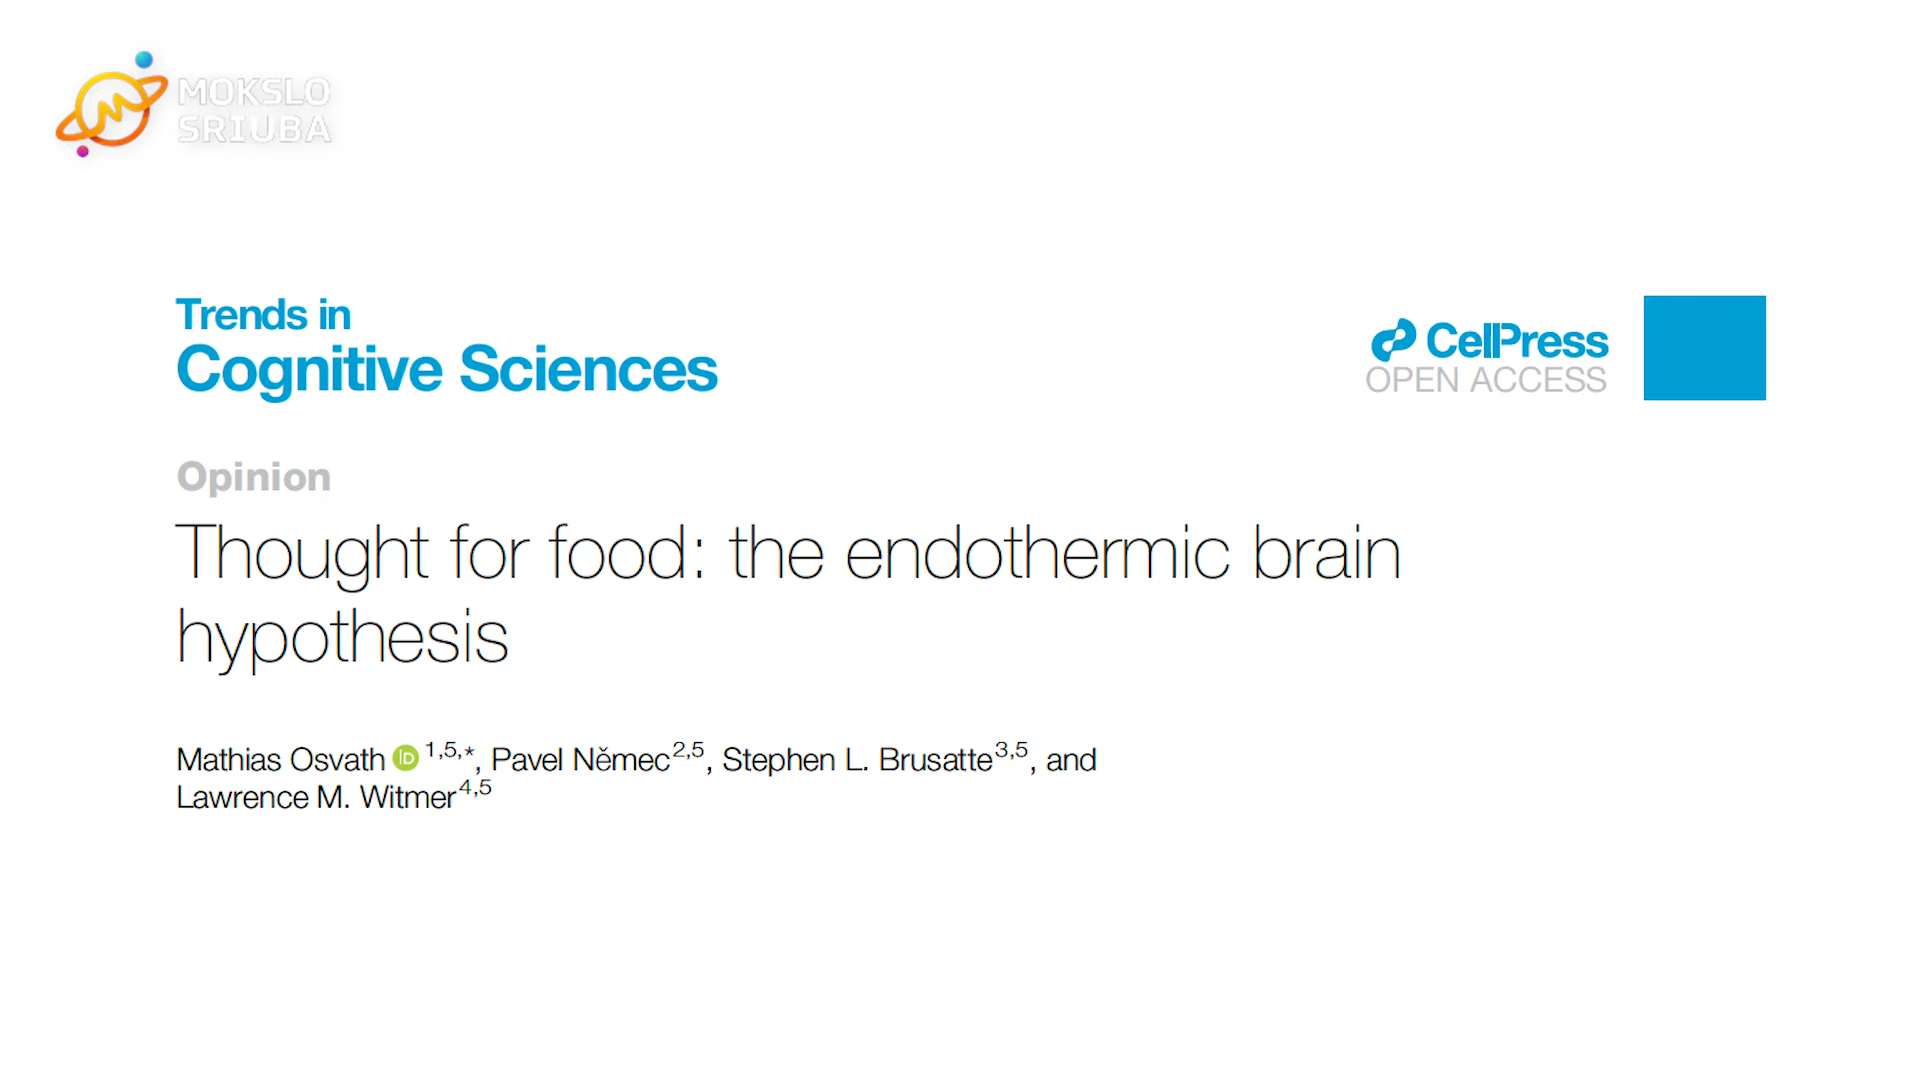 MOKSLO
SRIUBA
Trends in
Cognitive Sciences
CellPress
OPEN ACCESS
Opinion
Thought for food: the endothermic brain
hypothesis
Mathias Osvath iD 1,5,*, Pavel Němec2,5, Stephen L. Brusatte3,5, and
Lawrence M. Witmer4,5